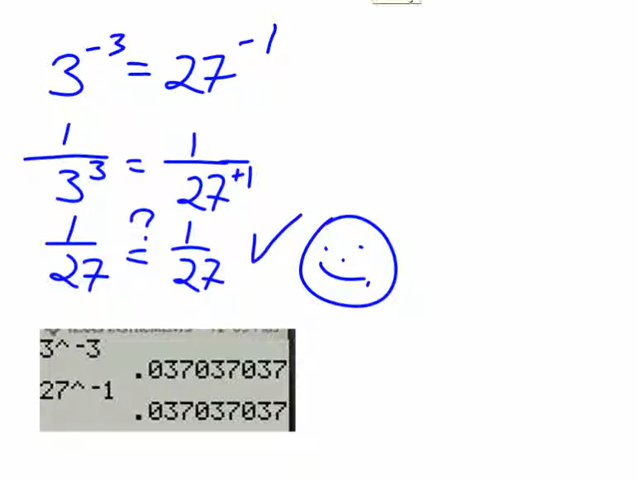 3^-3 = 27^-1
1/3^3 = 1/27^+1
1/27 ?= 1/27 ✓
3^-3
.037037037
27^-1
.037037037